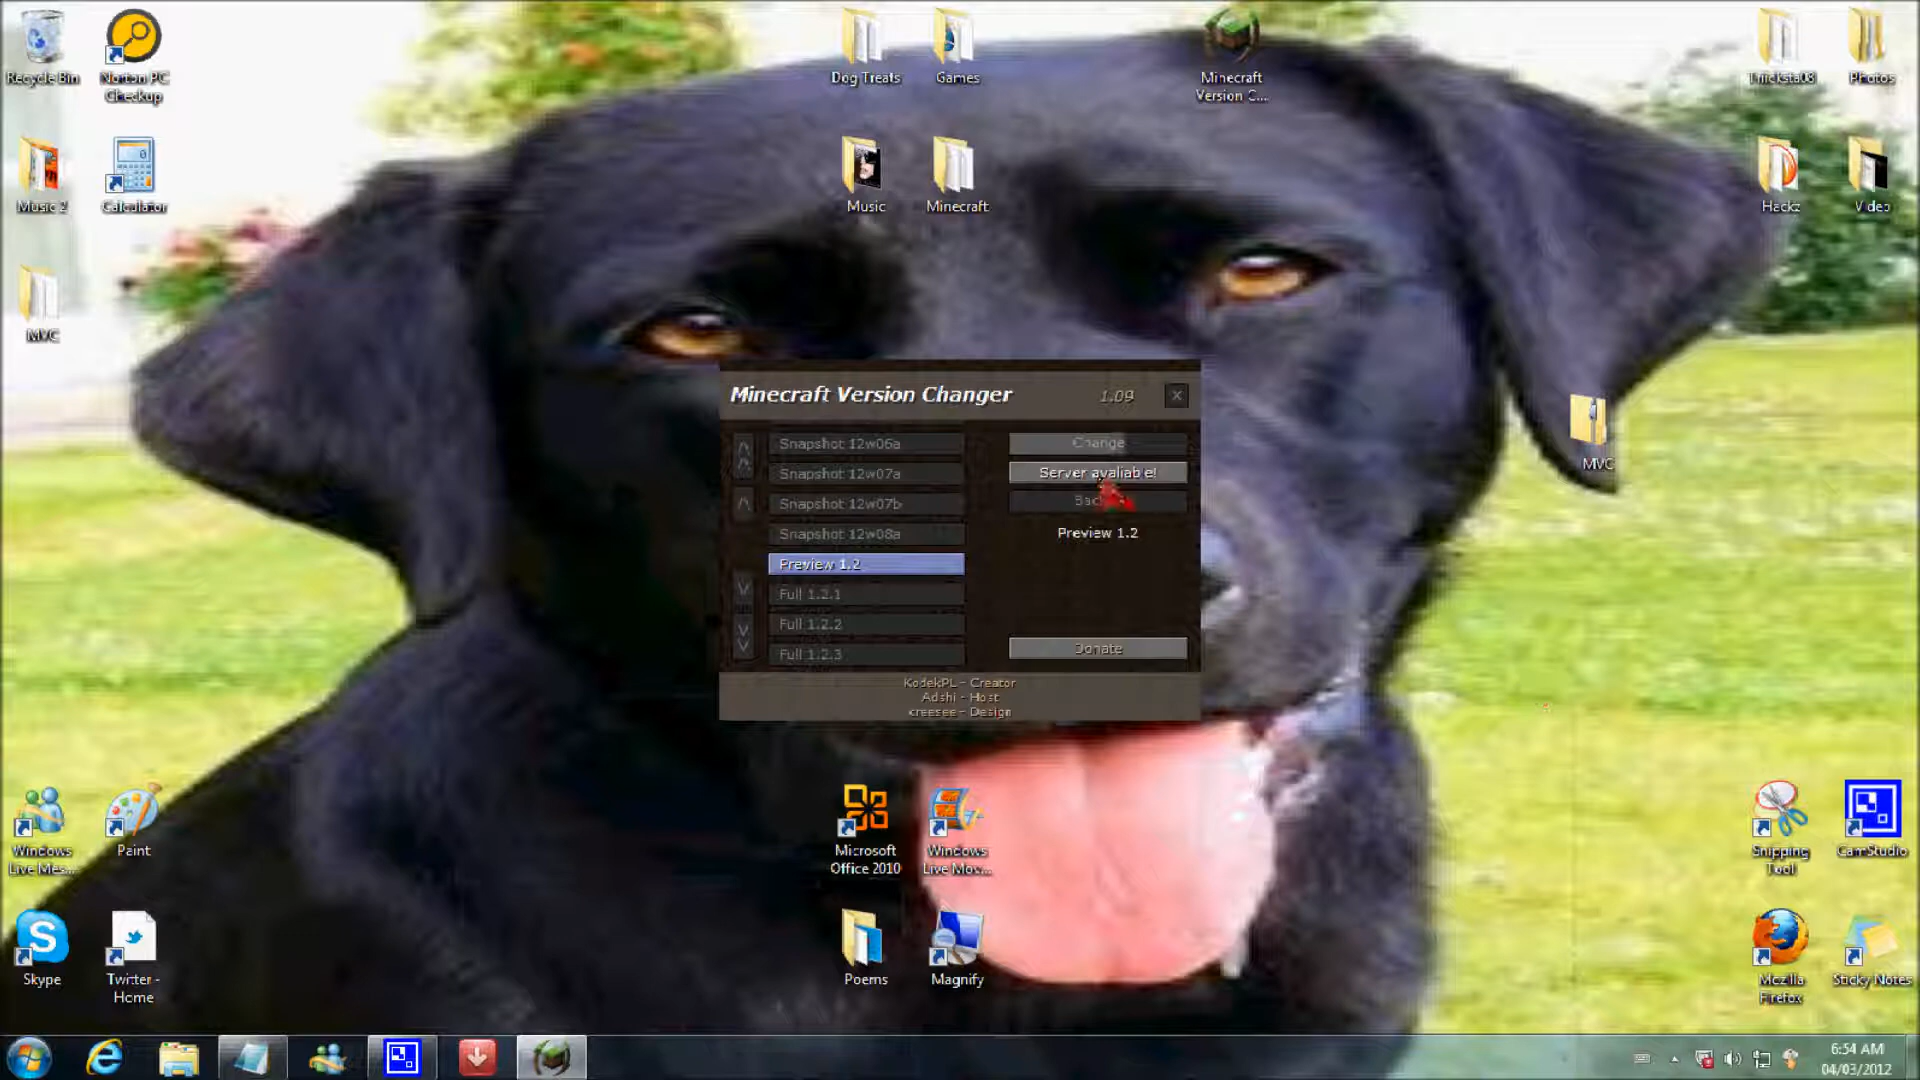 Recycle Bin
Norton PC
Checkup
Dog Treats
Games
Minecraft
Version C...
Photos
Music 2
Calculator
Music
Minecraft
Hackz
Video
MVC
Minecraft Version Changer
1.09
Snapshot 12w06a
Snapshot 12w07a
Snapshot 12w07b
Snapshot 12w08a
Preview 1.2
Full 1.2.1
Full 1.2.2
Full 1.2.3
Change
Server avaliable!
Preview 1.2
Donate
KodekPL - Creator
Adshi - Host
creesee - Design
MVC
Windows
Live Mes...
Paint
Microsoft
Office 2010
Windows
Live Mov...
Snipping
Tool
CamStudio
Skype
Twitter -
Home
Poems
Magnify
Mozilla
Firefox
Sticky Notes
6:54 AM
04/03/2012